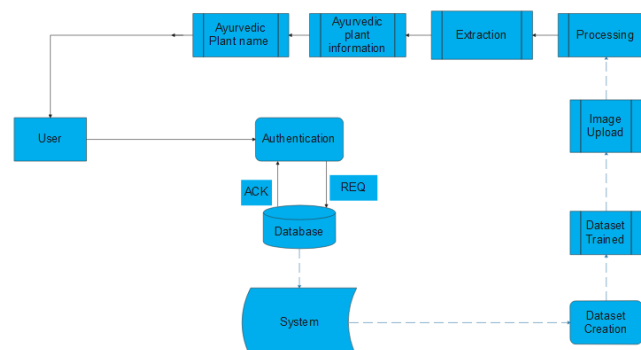 Ayurvedic
Plant name
Ayurvedic
plant
information
Extraction
Processing
User
Authentication
Image
Upload
ACK
REQ
Database
Dataset
Trained
System
Dataset
Creation